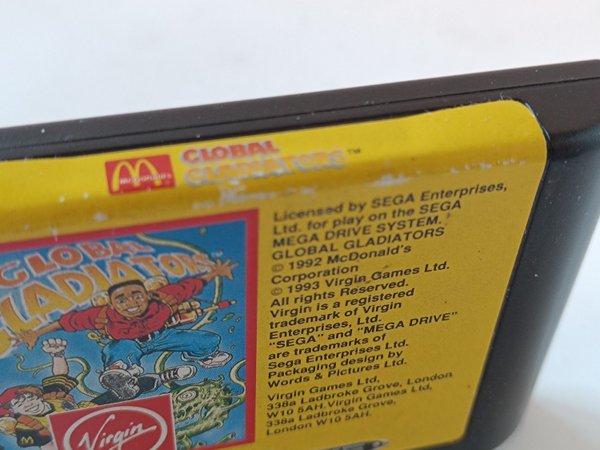 McDonald's
GLOBAL
GLADIATORS™
GLOBAL
GLADIATORS
Virgin
Licensed by SEGA Enterprises,
Ltd. for play on the SEGA
MEGA DRIVE SYSTEM.
GLOBAL GLADIATORS
© 1992 McDonald's
Corporation
© 1993 Virgin Games Ltd.
All rights Reserved.
Virgin is a registered
trademark of Virgin
Enterprises, Ltd.
"SEGA" and "MEGA DRIVE"
are trademarks of
Sega Enterprises Ltd.
Packaging design by
Words & Pictures Ltd.
Virgin Games Ltd,
338a Ladbroke Grove, London
W10 5AH. Virgin Games Ltd,
338a Ladbroke Grove,
London W10 5AH.